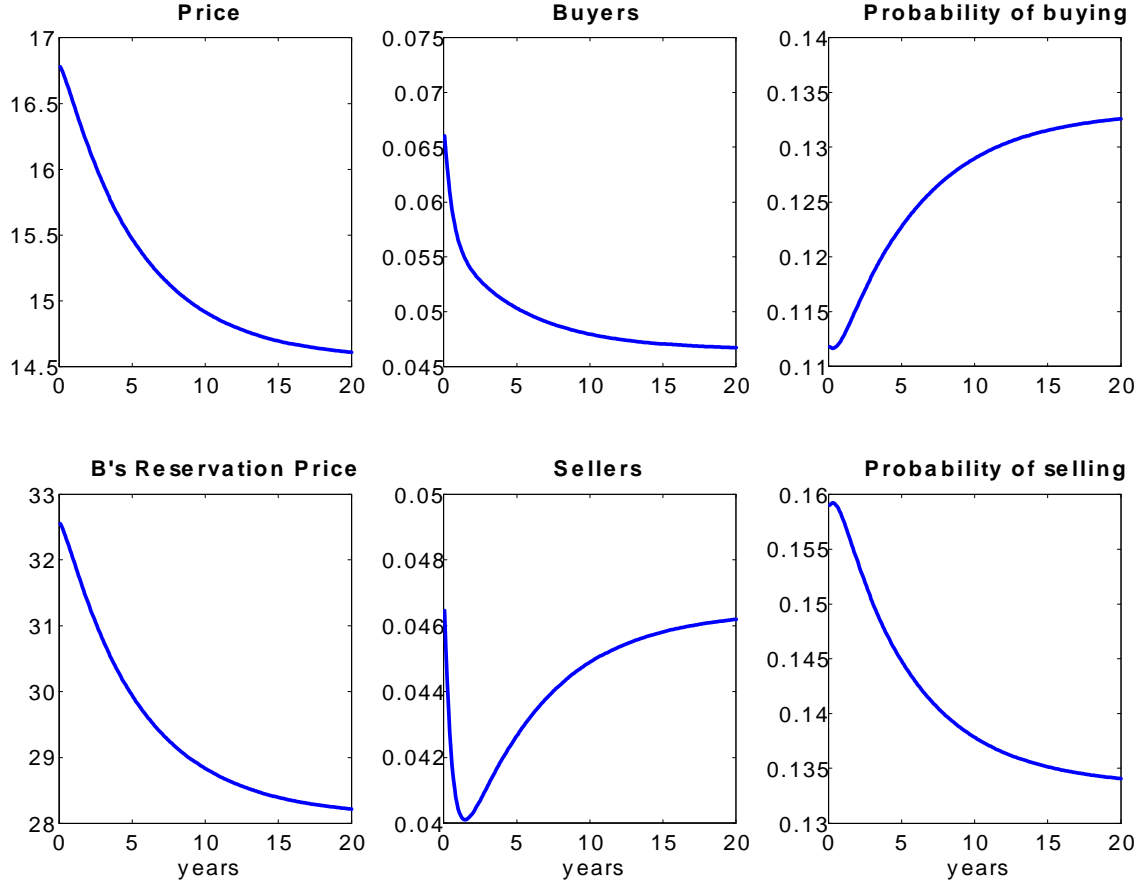 Price
17
16.5
16
15.5
15
14.5
0 5 10 15 20
Buyers
0.075
0.07
0.065
0.06
0.055
0.05
0.045
0 5 10 15 20
Probability of buying
0.14
0.135
0.13
0.125
0.12
0.115
0.11
0 5 10 15 20
B's Reservation Price
33
32
31
30
29
28
0 5 10 15 20
years
Sellers
0.05
0.048
0.046
0.044
0.042
0.04
0 5 10 15 20
years
Probability of selling
0.16
0.155
0.15
0.145
0.14
0.135
0.13
0 5 10 15 20
years